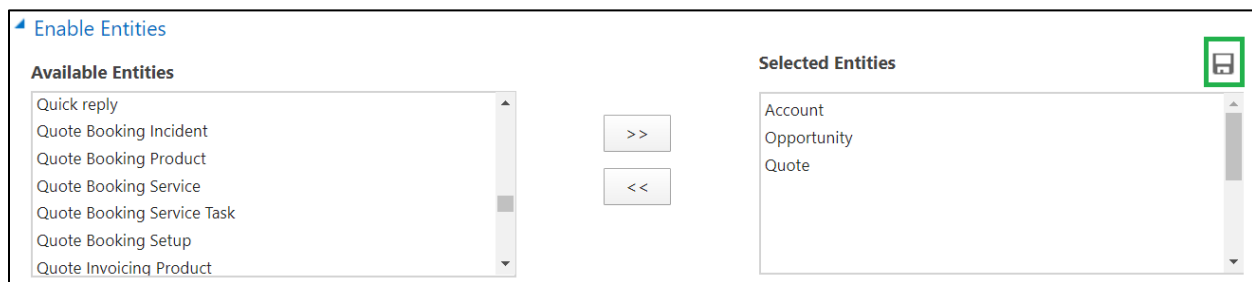 Enable Entities
Available Entities
Quick reply
Quote Booking Incident
Quote Booking Product
Quote Booking Service
Quote Booking Service Task
Quote Booking Setup
Quote Invoicing Product
>>
<<
Selected Entities
Account
Opportunity
Quote